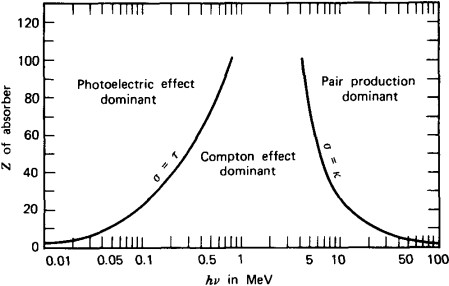 120
100
80
60
40
20
0
Z of absorber
Photoelectric effect
dominant
Pair production
dominant
Compton effect
dominant
σ = τ
σ = κ
0.01 0.05 0.1 0.5 1 5 10 50 100
hν in MeV